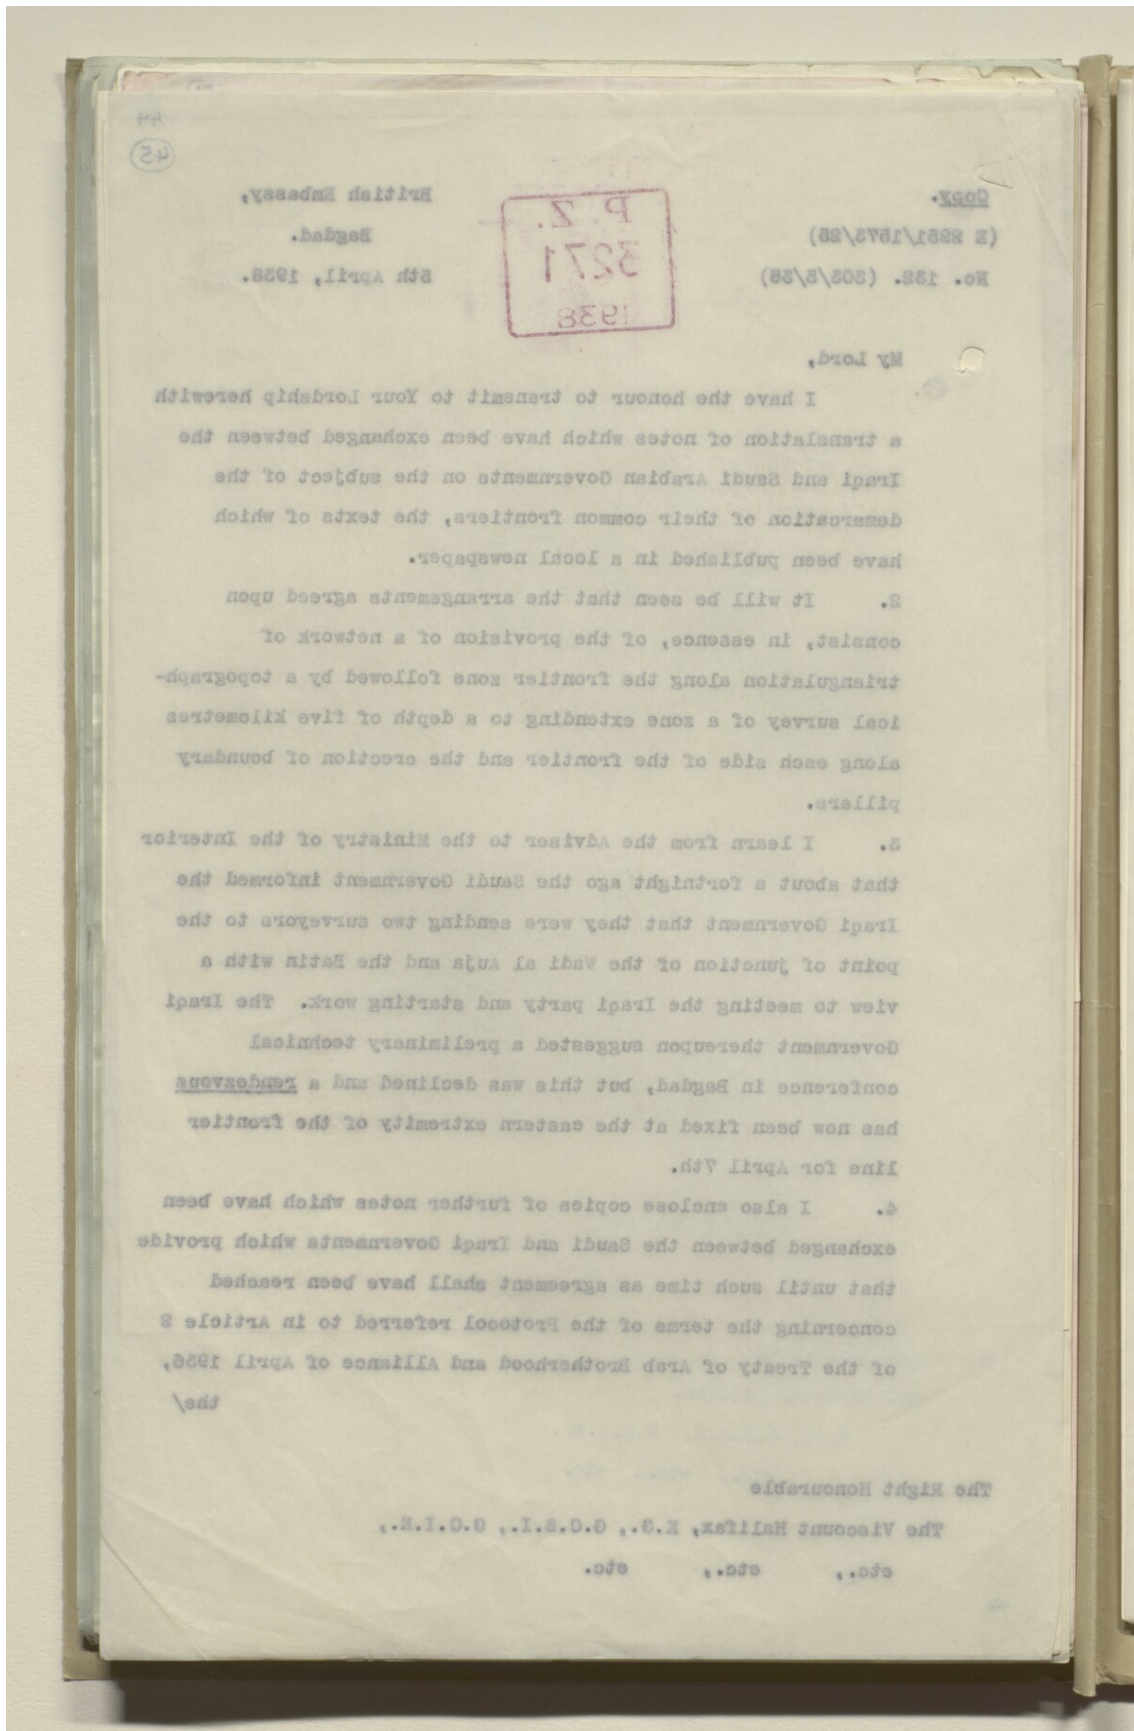 44
45
Copy.
(E 2251/1573/25)
No. 132. (303/5/38)
British Embassy,
Bagdad.
5th April, 1938.
P. Z.
3271
1938
My Lord,
I have the honour to transmit to Your Lordship herewith
a translation of notes which have been exchanged between the
Iraqi and Saudi Arabian Governments on the subject of the
demarcation of their common frontiers, the texts of which
have been published in a local newspaper.
2. It will be seen that the arrangements agreed upon
consist, in essence, of the provision of a network of
triangulation along the frontier zone followed by a topograph-
ical survey of a zone extending to a depth of five kilometres
along each side of the frontier and the erection of boundary
pillars.
3. I learn from the Adviser to the Ministry of the Interior
that about a fortnight ago the Saudi Government informed the
Iraqi Government that they were sending two surveyors to the
point of junction of the Wadi al Auja and the Batin with a
view to meeting the Iraqi party and starting work. The Iraqi
Government thereupon suggested a preliminary technical
conference in Bagdad, but this was declined and a rendezvous
has now been fixed at the eastern extremity of the frontier
line for April 7th.
4. I also enclose copies of further notes which have been
exchanged between the Saudi and Iraqi Governments which provide
that until such time as agreement shall have been reached
concerning the terms of the Protocol referred to in Article 2
of the Treaty of Arab Brotherhood and Alliance of April 1936,
the/
The Right Honourable
The Viscount Halifax, K.G., G.C.S.I., G.C.I.E.,
etc., etc., etc.